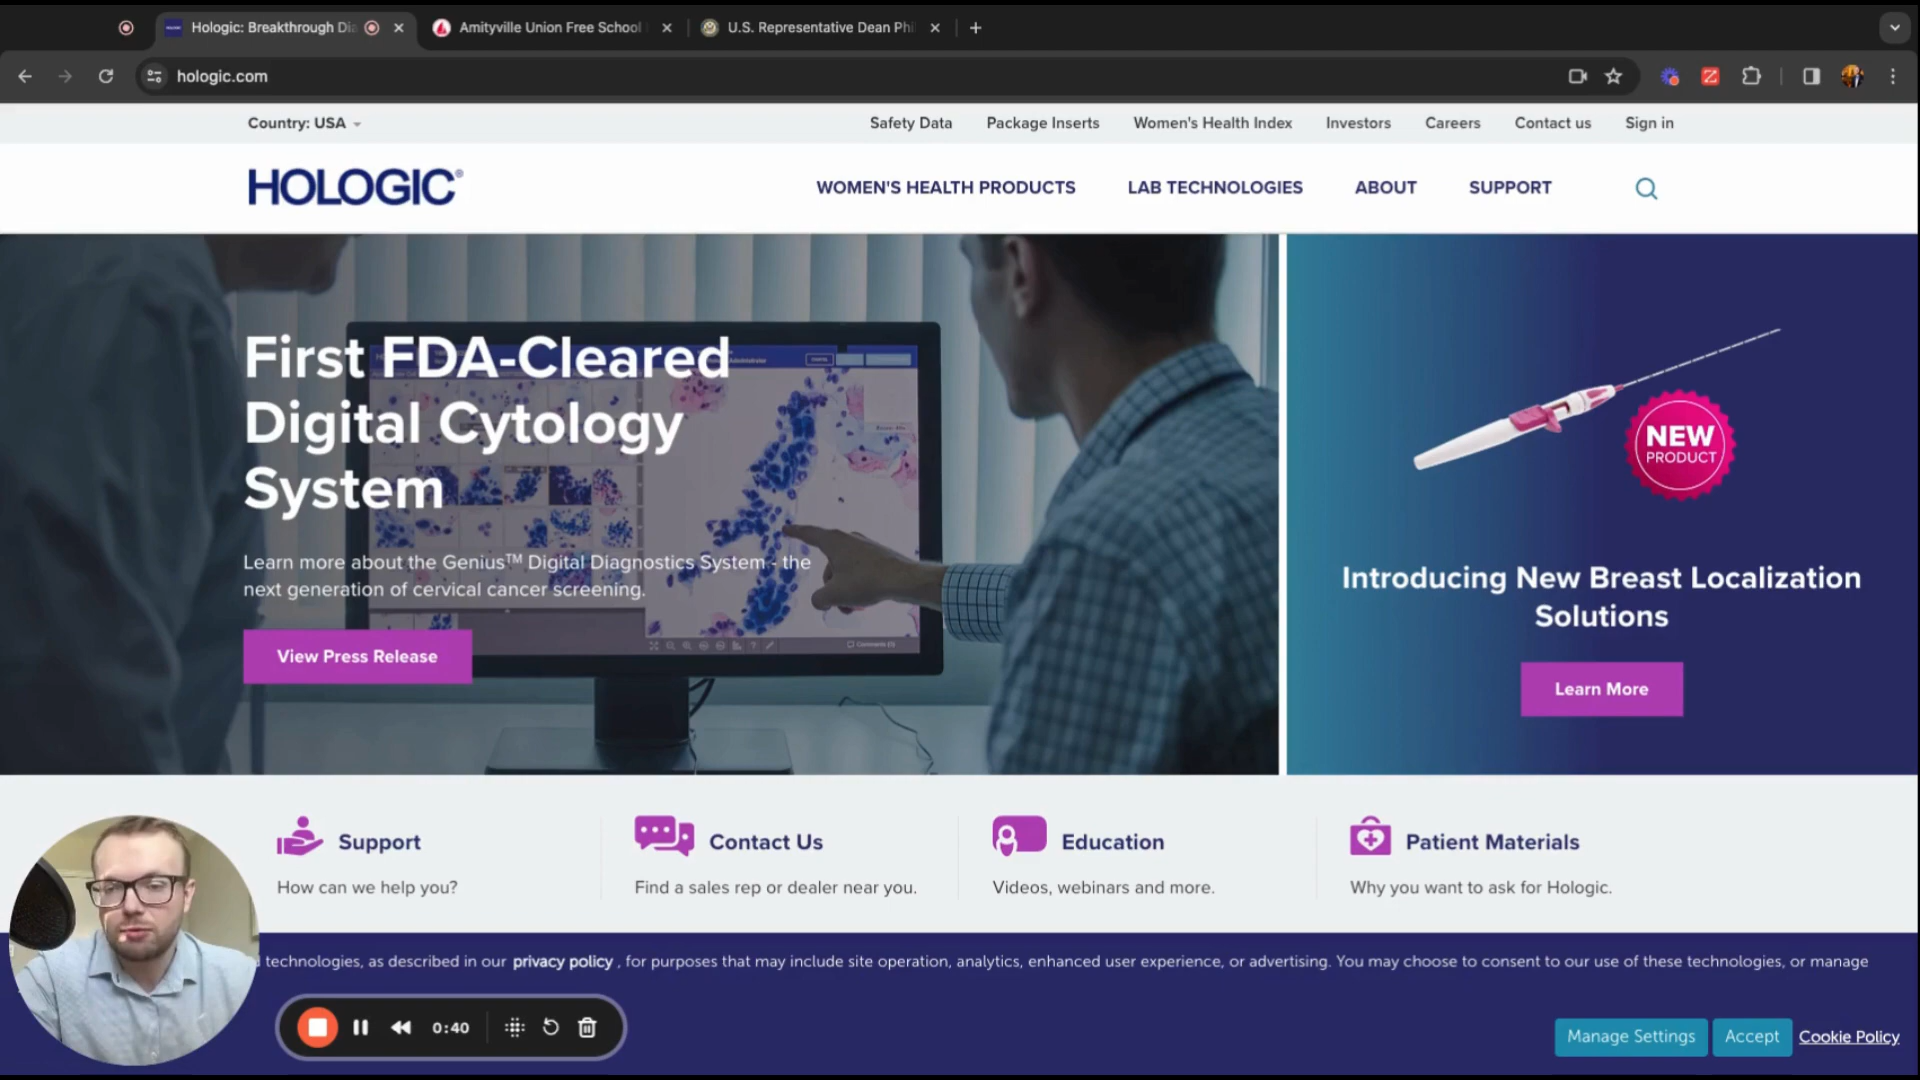 Hologic: Breakthrough Dia
Amityville Union Free School
U.S. Representative Dean Phi
hologic.com
Country: USA
Safety Data
Package Inserts
Women's Health Index
Investors
Careers
Contact us
Sign in
HOLOGIC®
WOMEN'S HEALTH PRODUCTS
LAB TECHNOLOGIES
ABOUT
SUPPORT
First FDA-Cleared
Digital Cytology
System
Learn more about the Genius™ Digital Diagnostics System - the
next generation of cervical cancer screening.
View Press Release
NEW
PRODUCT
Introducing New Breast Localization
Solutions
Learn More
Support
How can we help you?
Contact Us
Find a sales rep or dealer near you.
Education
Videos, webinars and more.
Patient Materials
Why you want to ask for Hologic.
technologies, as described in our privacy policy , for purposes that may include site operation, analytics, enhanced user experience, or advertising. You may choose to consent to our use of these technologies, or manage
0:40
Manage Settings
Accept
Cookie Policy